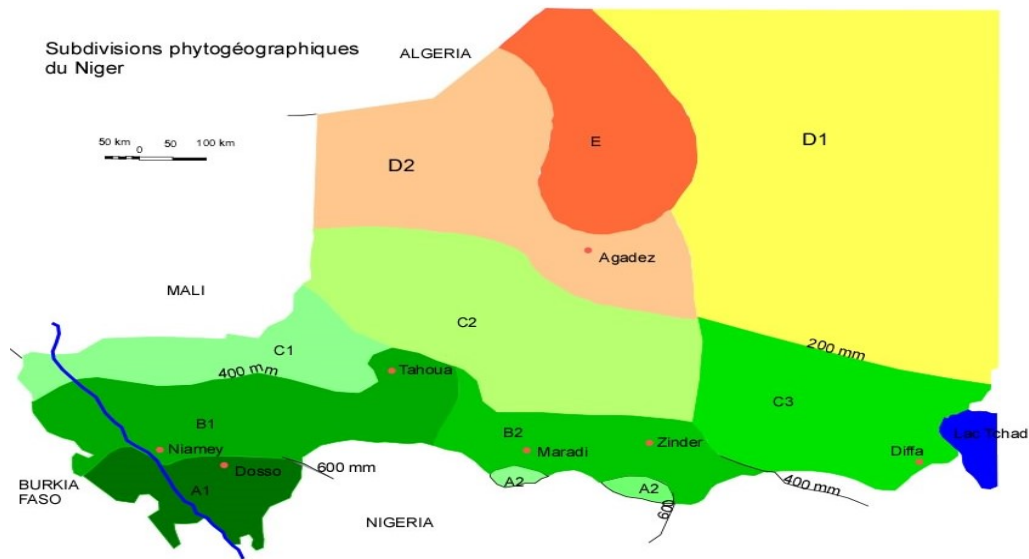 Subdivisions phytogéographiques
du Niger
ALGERIA
50 km 0 50 100 km
E
D1
D2
Agadez
MALI
C2
C1
200 mm
400 mm
Tahoua
C3
B1
B2
Lac Tchad
Niamey
Maradi
Zinder
Diffa
Dosso
600 mm
BURKIA
FASO
A1
A2
A2
400 mm
600
NIGERIA